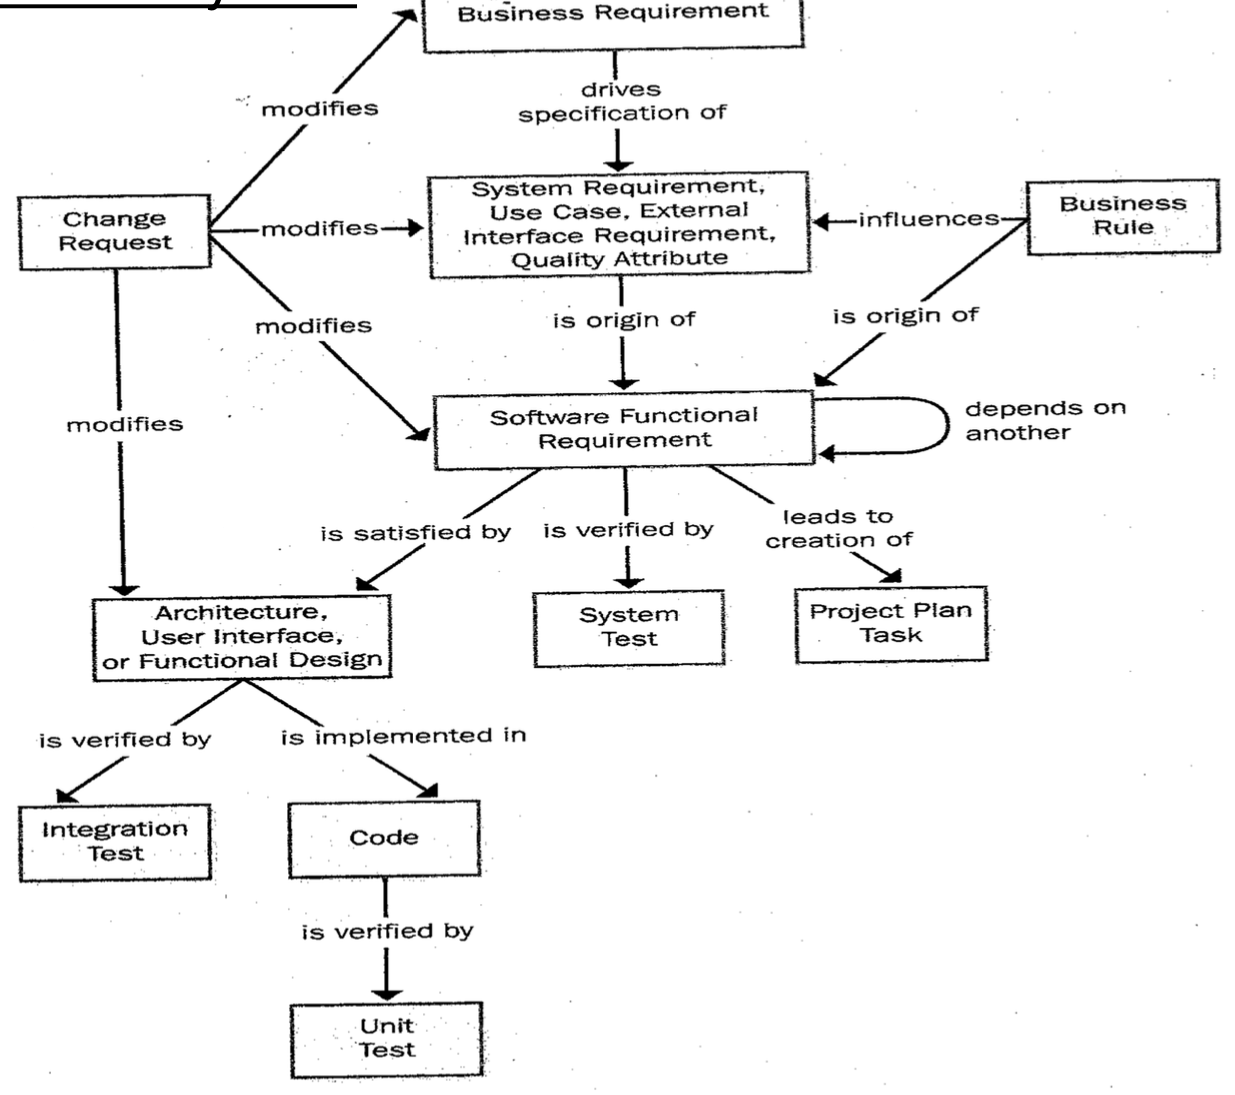 Business Requirement
drives
specification of
modifies
System Requirement,
Use Case, External
Interface Requirement,
Quality Attribute
Change
Request
modifies
influences
Business
Rule
modifies
is origin of
is origin of
modifies
Software Functional
Requirement
depends on
another
is satisfied by
is verified by
leads to
creation of
Architecture,
User Interface,
or Functional Design
System
Test
Project Plan
Task
is verified by
is implemented in
Integration
Test
Code
is verified by
Unit
Test